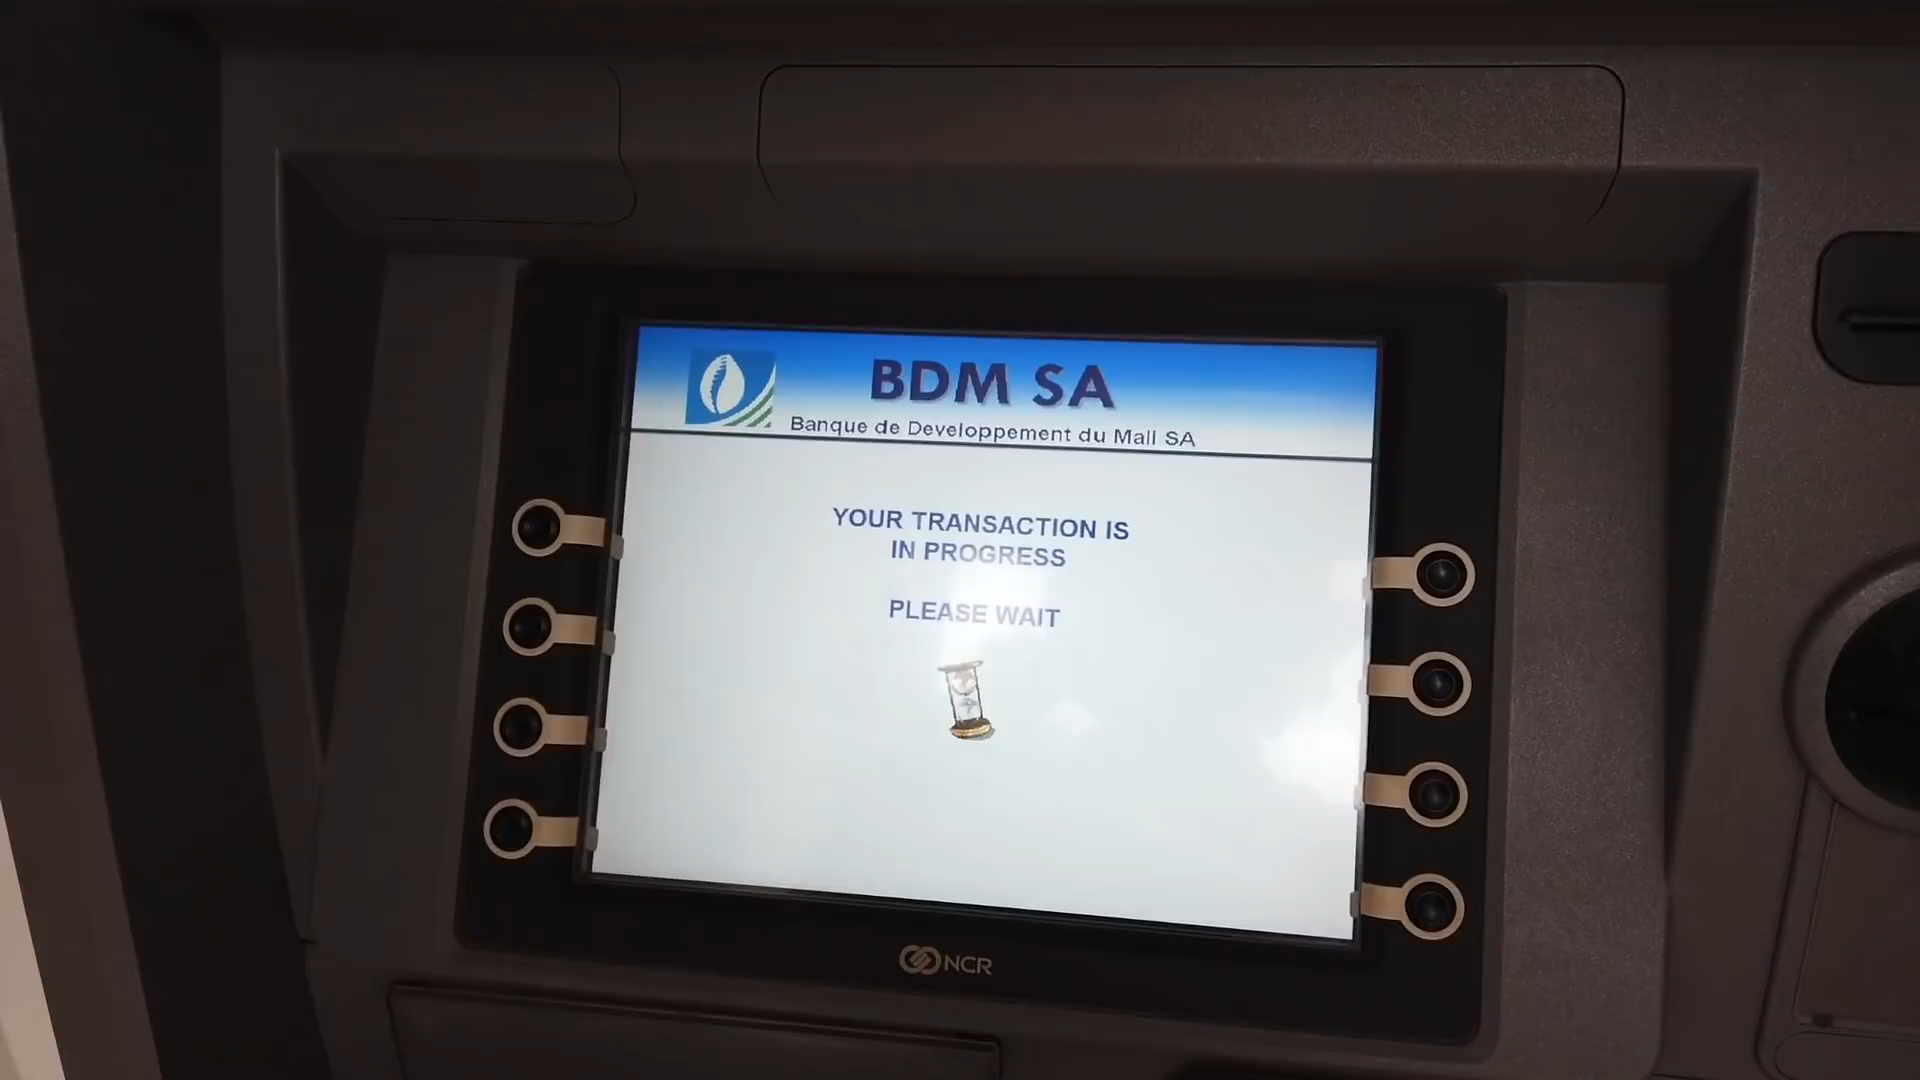 BDM SA
Banque de Developpement du Mali SA
YOUR TRANSACTION IS
IN PROGRESS
PLEASE WAIT
NCR